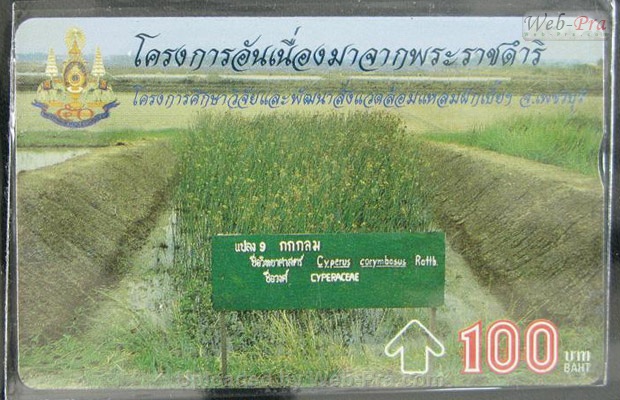 Web-Pra
โครงการอันเนื่องมาจากพระราชดำริ
โครงการศึกษาวิจัยและพัฒนาสิ่งแวดล้อมแหลมผักเบี้ยฯ จ.เพชรบุรี
๕๐
แปลง 9 กกกลม
ชื่อวิทยาศาสตร์ Cyperus corymbosus Rottb.
ชื่อวงศ์ CYPERACEAE
100 บาท
BAHT